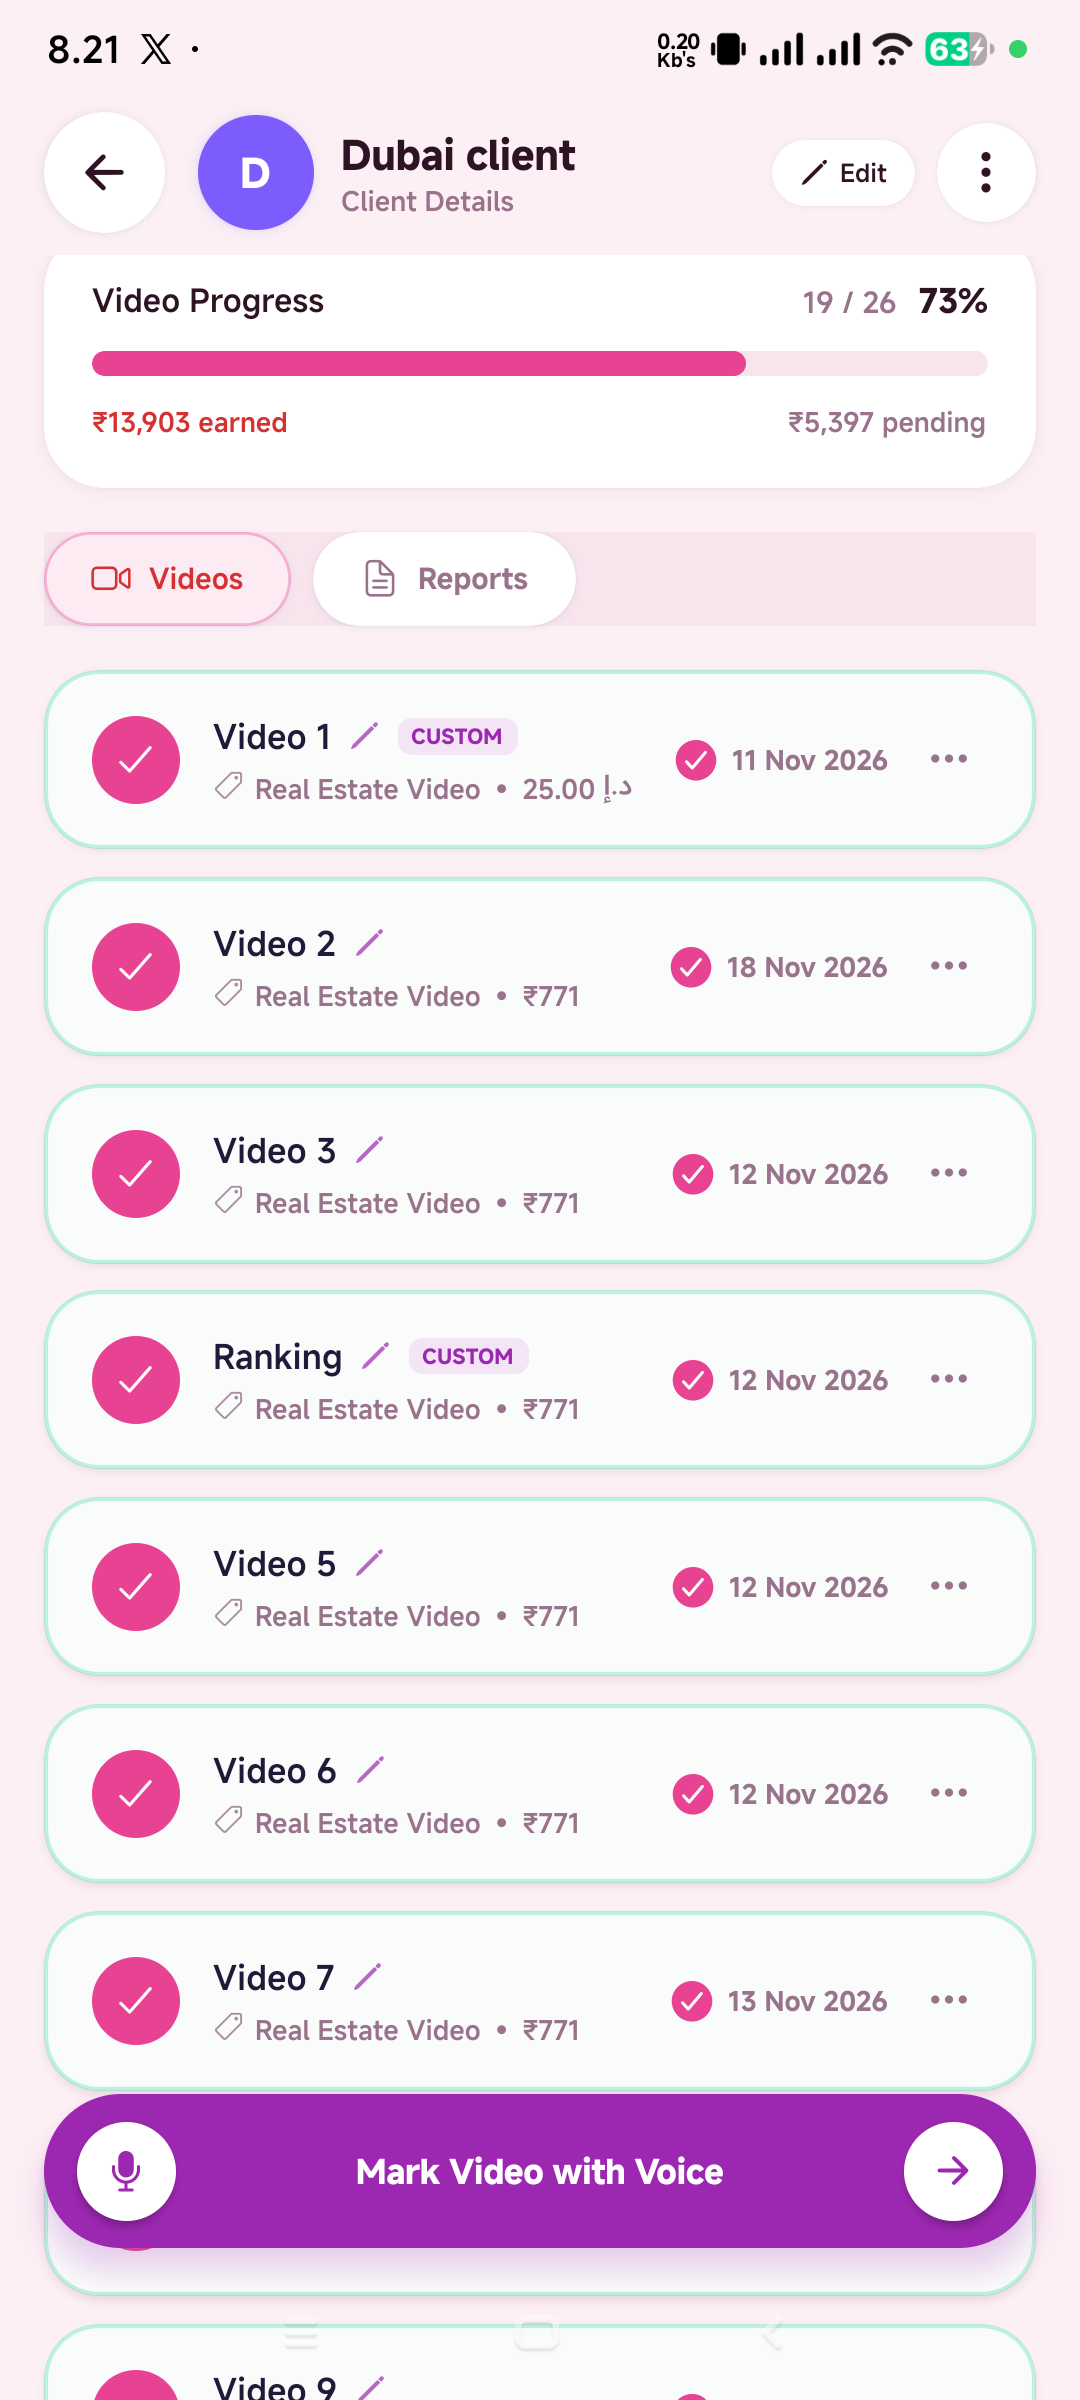 8.21 X
0.20
Kb's
63
D
Dubai client
Client Details
Edit
Video Progress
19 / 26 73%
₹13,903 earned
₹5,397 pending
Videos
Reports
Video 1 CUSTOM
Real Estate Video • 25.00 د.إ
11 Nov 2026
Video 2
Real Estate Video • ₹771
18 Nov 2026
Video 3
Real Estate Video • ₹771
12 Nov 2026
Ranking CUSTOM
Real Estate Video • ₹771
12 Nov 2026
Video 5
Real Estate Video • ₹771
12 Nov 2026
Video 6
Real Estate Video • ₹771
12 Nov 2026
Video 7
Real Estate Video • ₹771
13 Nov 2026
Mark Video with Voice
Video 9